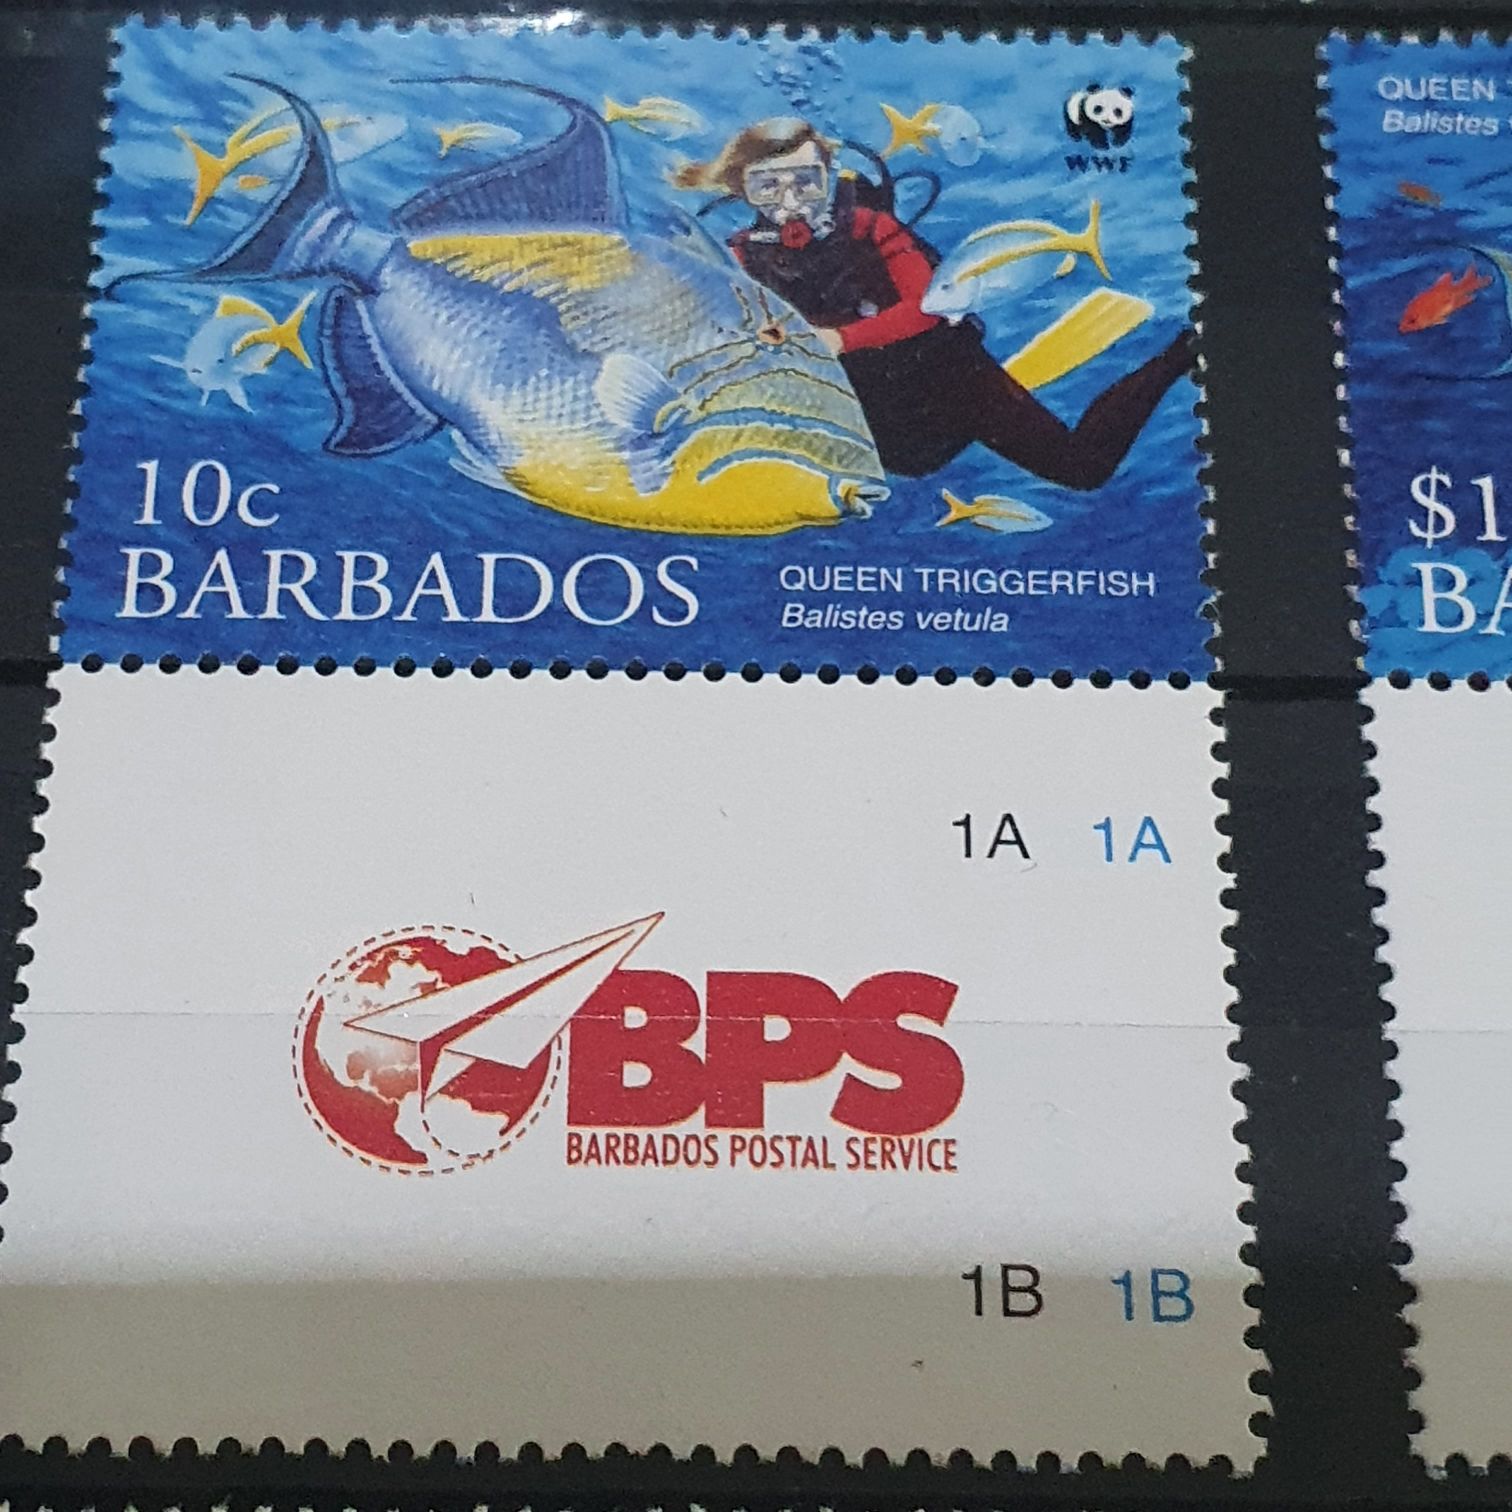 WWF
10c
BARBADOS
QUEEN TRIGGERFISH
Balistes vetula
1A 1A
BPS
BARBADOS POSTAL SERVICE
1B 1B
QUEEN
Balistes
$1
BA